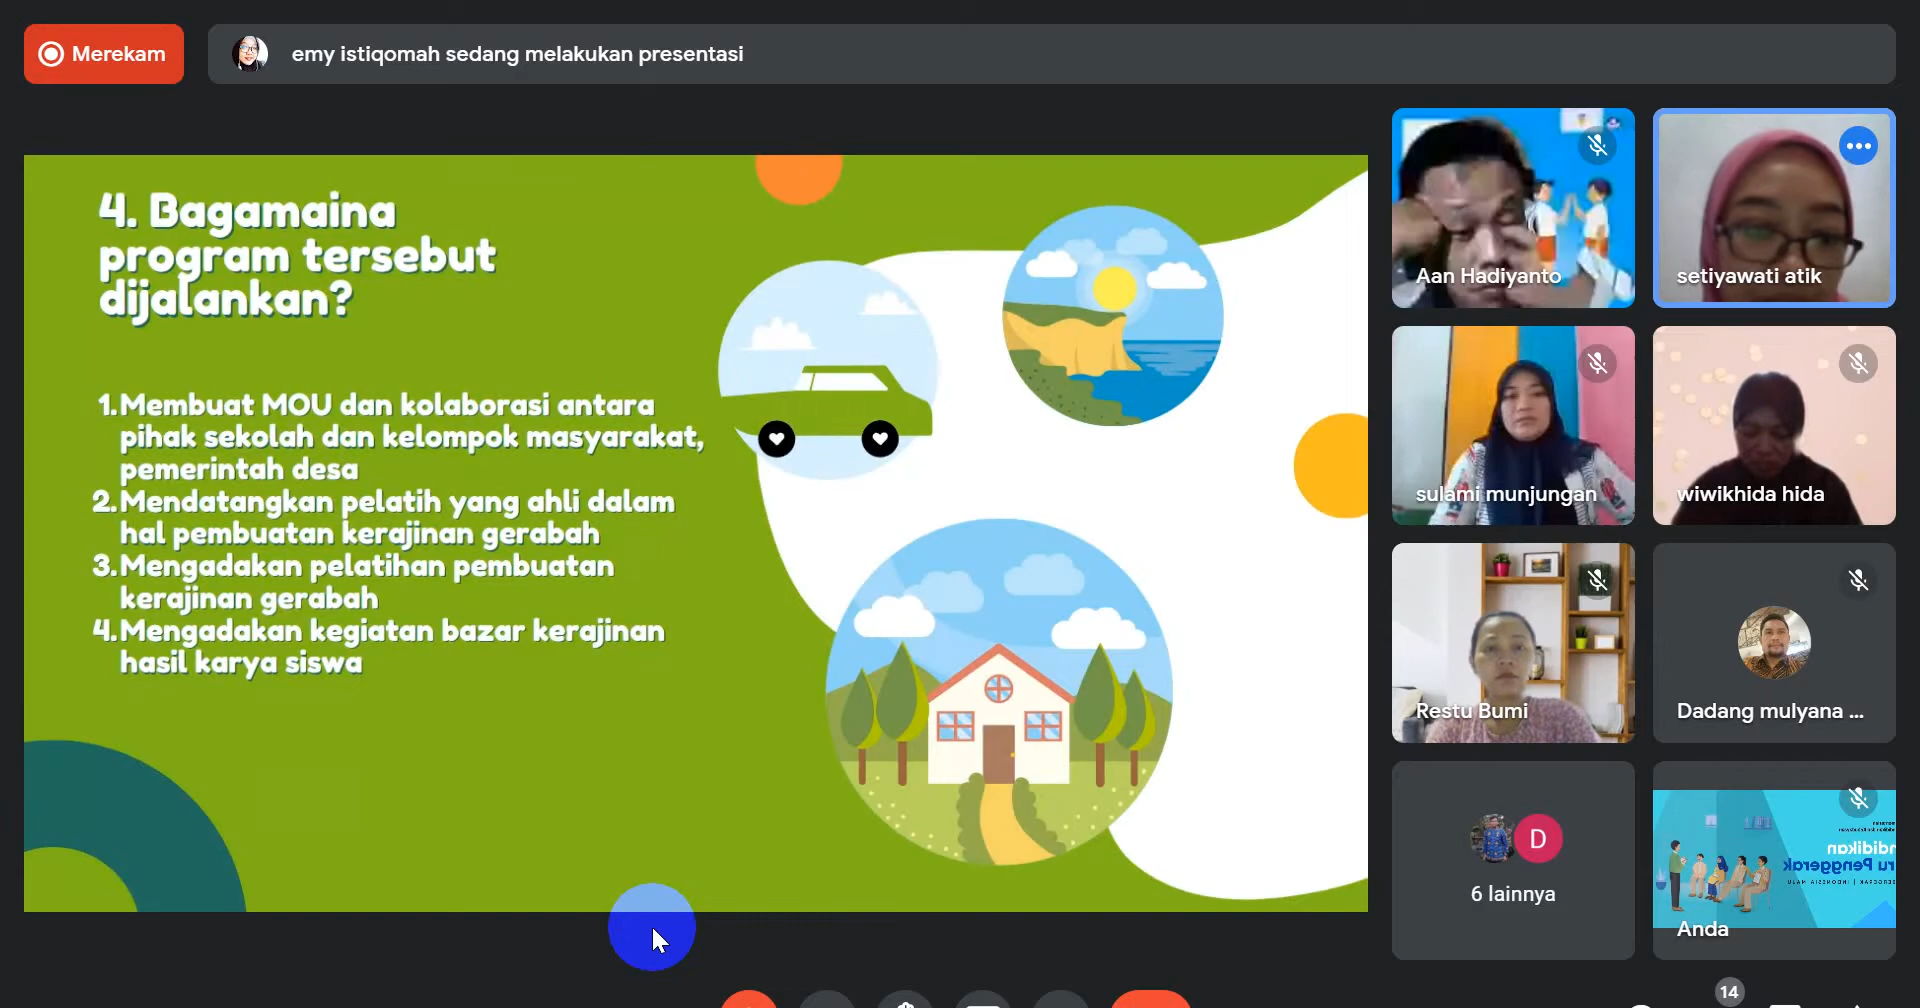 Merekam
emy istiqomah sedang melakukan presentasi
4. Bagamaina
program tersebut
dijalankan?
1. Membuat MOU dan kolaborasi antara
pihak sekolah dan kelompok masyarakat,
pemerintah desa
2. Mendatangkan pelatih yang ahli dalam
hal pembuatan kerajinan gerabah
3. Mengadakan pelatihan pembuatan
kerajinan gerabah
4. Mengadakan kegiatan bazar kerajinan
hasil karya siswa
Aan Hadiyanto
setiyawati atik
sulami munjungan
wiwikhida hida
Restu Bumi
Dadang mulyana ...
D
6 lainnya
ndidikan
ru Penggerak
Anda
14